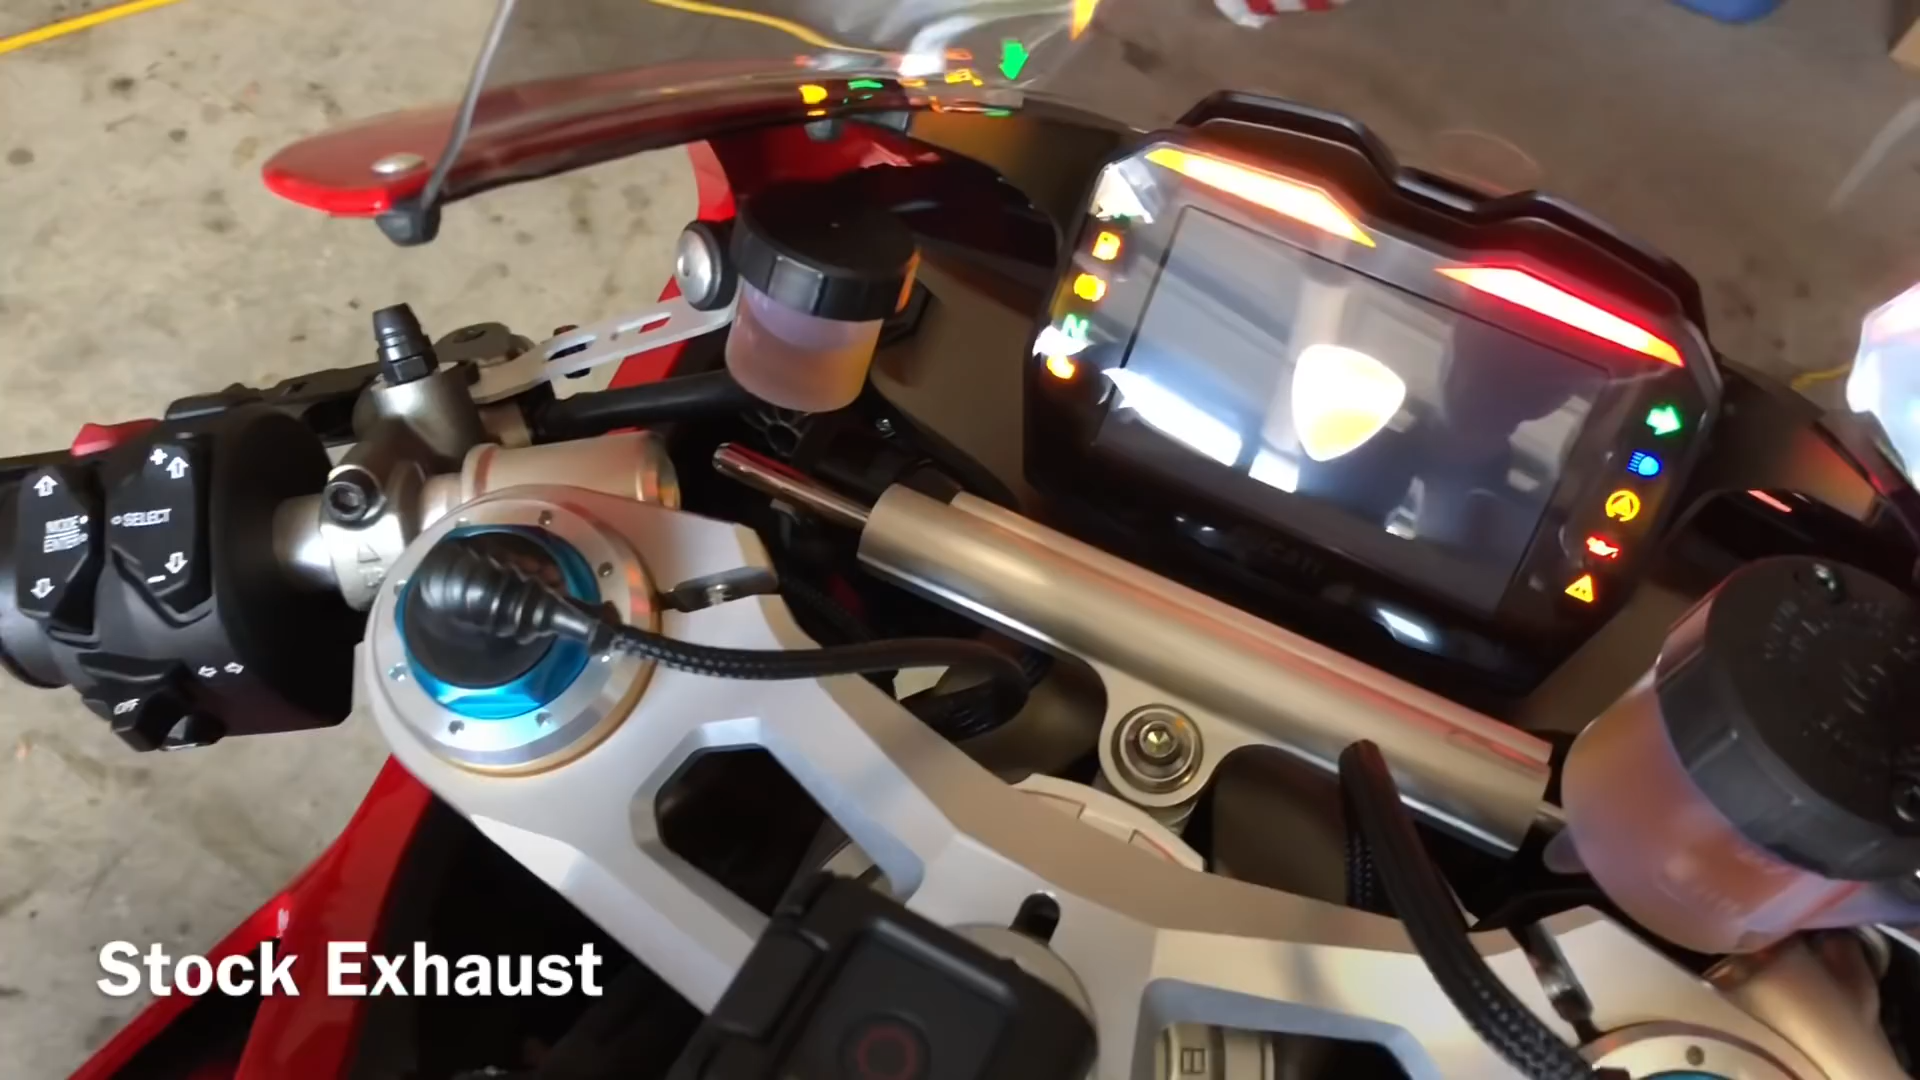 N
+
SELECT
MODE
ENTER
-
OFF
Stock Exhaust